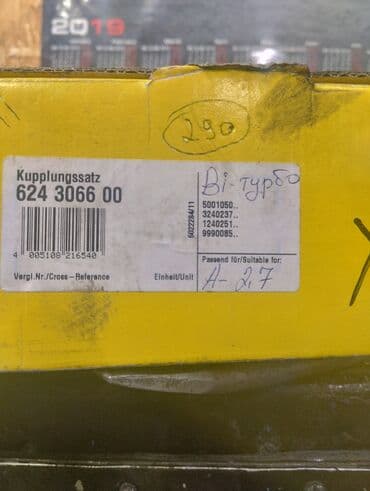 2019
290
Kupplungssatz
624 3066 00
Bi-турбо
5001050..
3240237..
1240251..
9990085..
5022284/11
4 005108 216540
Vergl.Nr./Cross-Reference
Einheit/Unit
Passend für/Suitable for:
A-2,7